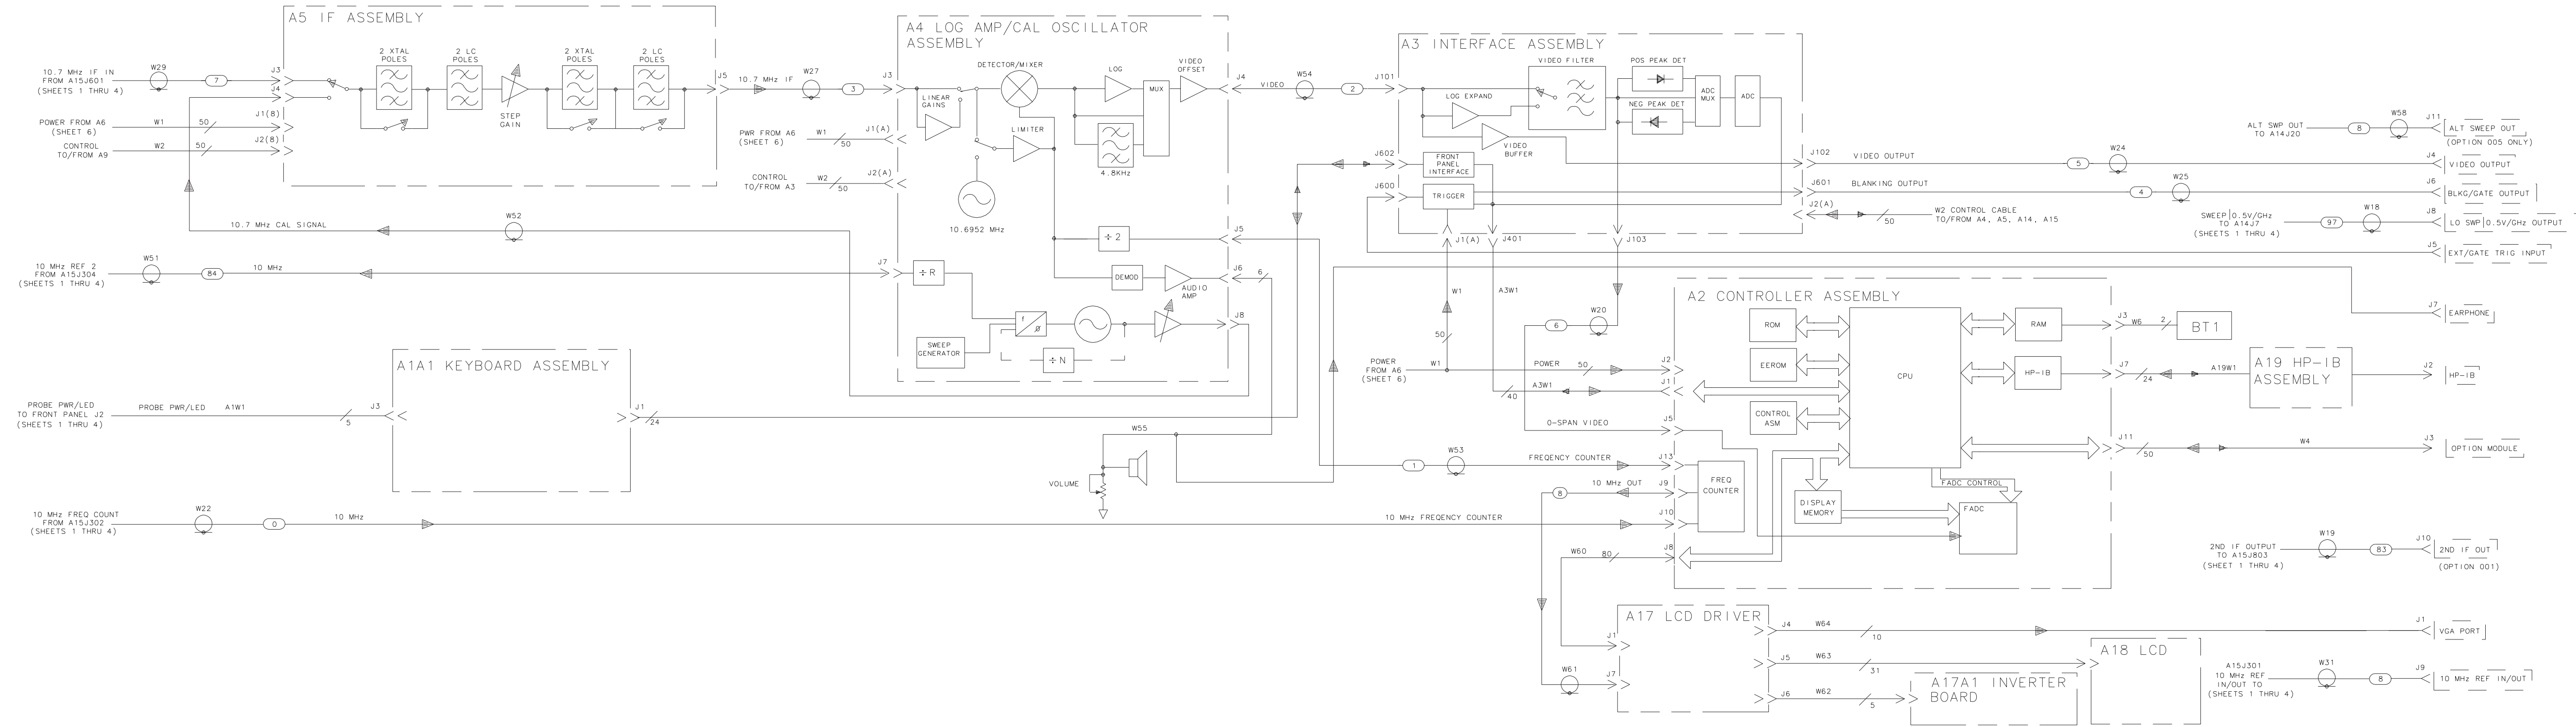 A5 IF ASSEMBLY
10.7 MHz IF IN
FROM A15J601
(SHEETS 1 THRU 4)
W29
7
J3
J4
2 XTAL
POLES
2 LC
POLES
STEP
GAIN
2 XTAL
POLES
2 LC
POLES
J5
10.7 MHz IF
W27
3
POWER FROM A6
(SHEET 6)
W1
50
J1(8)
CONTROL
TO/FROM A9
W2
50
J2(8)
10.7 MHz CAL SIGNAL
W52
10 MHz REF 2
FROM A15J304
(SHEETS 1 THRU 4)
W51
84
10 MHz
A4 LOG AMP/CAL OSCILLATOR
ASSEMBLY
J3
LINEAR
GAINS
DETECTOR/MIXER
LIMITER
LOG
4.8KHz
MUX
VIDEO
OFFSET
J4
VIDEO
W54
2
PWR FROM A6
(SHEET 6)
W1
50
J1(A)
CONTROL
TO/FROM A3
W2
50
J2(A)
10.6952 MHz
÷ 2
J5
DEMOD
AUDIO
AMP
J6
6
J7
÷ R
f
Ø
SWEEP
GENERATOR
÷ N
J8
A3 INTERFACE ASSEMBLY
J101
LOG EXPAND
VIDEO
BUFFER
VIDEO FILTER
POS PEAK DET
NEG PEAK DET
ADC
MUX
ADC
J602
FRONT
PANEL
INTERFACE
J600
TRIGGER
J102
VIDEO OUTPUT
5
W24
J601
BLANKING OUTPUT
4
W25
J2(A)
50
W2 CONTROL CABLE
TO/FROM A4, A5, A14, A15
J1(A)
J401
J103
W1
A3W1
50
6
W20
ALT SWP OUT
TO A14J20
8
W58
J11
ALT SWEEP OUT
(OPTION 005 ONLY)
J4
VIDEO OUTPUT
J6
BLKG/GATE OUTPUT
SWEEP|0.5V/GHz
TO A14J7
(SHEETS 1 THRU 4)
97
W18
J8
LO SWP|0.5V/GHz OUTPUT
J5
EXT/GATE TRIG INPUT
J7
EARPHONE
A1A1 KEYBOARD ASSEMBLY
PROBE PWR/LED
TO FRONT PANEL J2
(SHEETS 1 THRU 4)
PROBE PWR/LED
A1W1
5
J3
J1
24
W55
VOLUME
10 MHz FREQ COUNT
FROM A15J302
(SHEETS 1 THRU 4)
W22
0
10 MHz
10 MHz FREQENCY COUNTER
A2 CONTROLLER ASSEMBLY
POWER
FROM A6
(SHEET 6)
W1
POWER
50
J2
40
A3W1
J1
0-SPAN VIDEO
J5
1
W53
FREQENCY COUNTER
J13
8
10 MHz OUT
J9
J10
FREQ
COUNTER
W60
80
J8
ROM
EEROM
CONTROL
ASM
CPU
RAM
HP-IB
DISPLAY
MEMORY
FADC CONTROL
FADC
J3
W6
2
BT1
J7
24
A19W1
A19 HP-IB
ASSEMBLY
J2
HP-IB
J11
50
W4
J3
OPTION MODULE
2ND IF OUTPUT
TO A15J803
(SHEET 1 THRU 4)
W19
83
J10
2ND IF OUT
(OPTION 001)
A17 LCD DRIVER
J1
W61
J7
J4
W64
10
J1
VGA PORT
J5
W63
31
A18 LCD
J6
W62
5
A17A1 INVERTER
BOARD
A15J301
10 MHz REF
IN/OUT TO
(SHEETS 1 THRU 4)
W31
8
J9
10 MHz REF IN/OUT